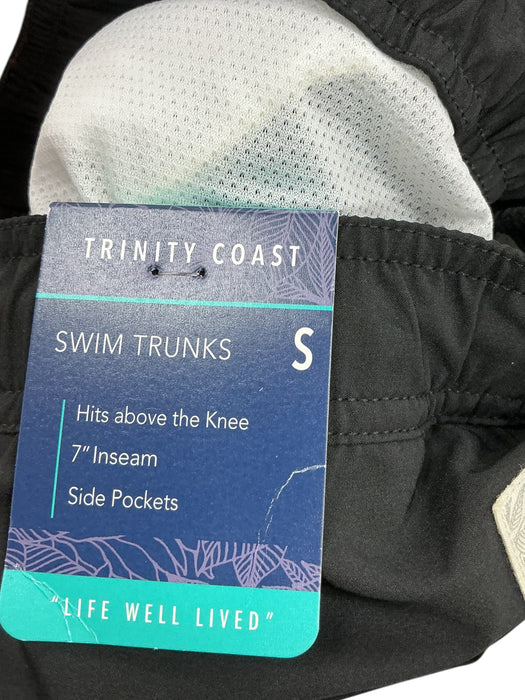 TRINITY COAST
SWIM TRUNKS S
Hits above the Knee
7" Inseam
Side Pockets
"LIFE WELL LIVED"